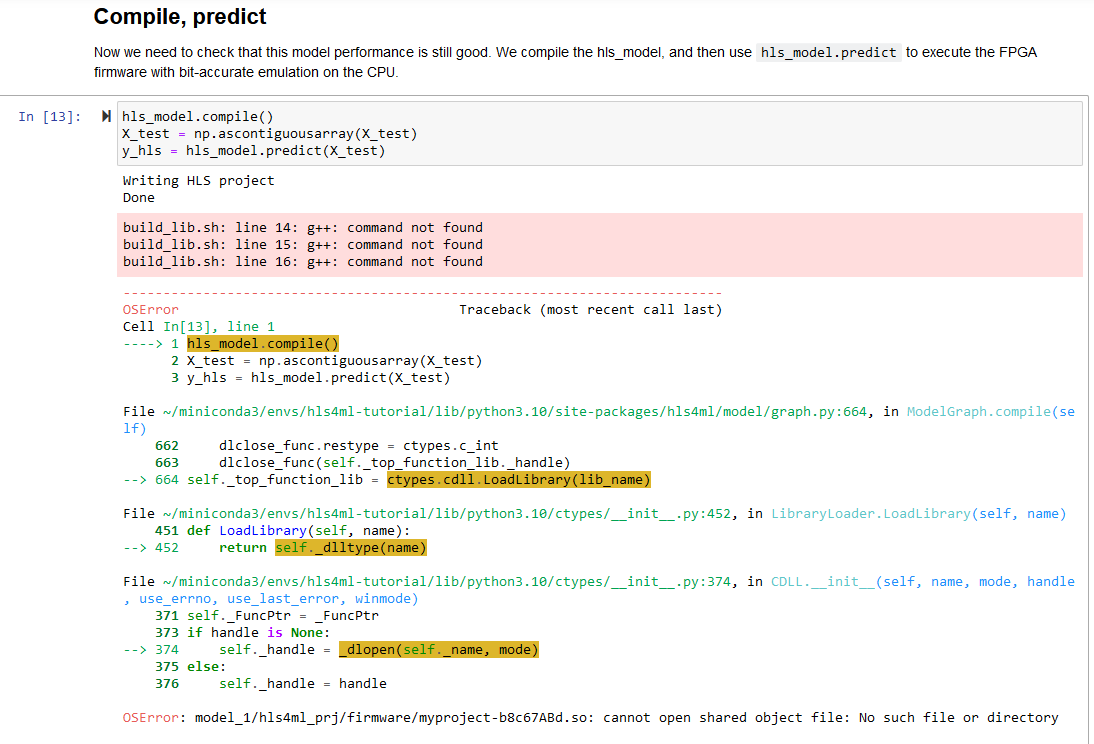 Compile, predict
Now we need to check that this model performance is still good. We compile the hls_model, and then use hls_model.predict to execute the FPGA
firmware with bit-accurate emulation on the CPU.
In [13]:
hls_model.compile()
X_test = np.ascontiguousarray(X_test)
y_hls = hls_model.predict(X_test)
Writing HLS project
Done
build_lib.sh: line 14: g++: command not found
build_lib.sh: line 15: g++: command not found
build_lib.sh: line 16: g++: command not found
---------------------------------------------------------------------------
OSError                                   Traceback (most recent call last)
Cell In[13], line 1
----> 1 hls_model.compile()
      2 X_test = np.ascontiguousarray(X_test)
      3 y_hls = hls_model.predict(X_test)
File ~/miniconda3/envs/hls4ml-tutorial/lib/python3.10/site-packages/hls4ml/model/graph.py:664, in ModelGraph.compile(se
lf)
    662     dlclose_func.restype = ctypes.c_int
    663     dlclose_func(self._top_function_lib._handle)
--> 664 self._top_function_lib = ctypes.cdll.LoadLibrary(lib_name)
File ~/miniconda3/envs/hls4ml-tutorial/lib/python3.10/ctypes/__init__.py:452, in LibraryLoader.LoadLibrary(self, name)
    451 def LoadLibrary(self, name):
--> 452     return self._dlltype(name)
File ~/miniconda3/envs/hls4ml-tutorial/lib/python3.10/ctypes/__init__.py:374, in CDLL.__init__(self, name, mode, handle
, use_errno, use_last_error, winmode)
    371 self._FuncPtr = _FuncPtr
    373 if handle is None:
--> 374     self._handle = _dlopen(self._name, mode)
    375 else:
    376     self._handle = handle
OSError: model_1/hls4ml_prj/firmware/myproject-b8c67ABd.so: cannot open shared object file: No such file or directory